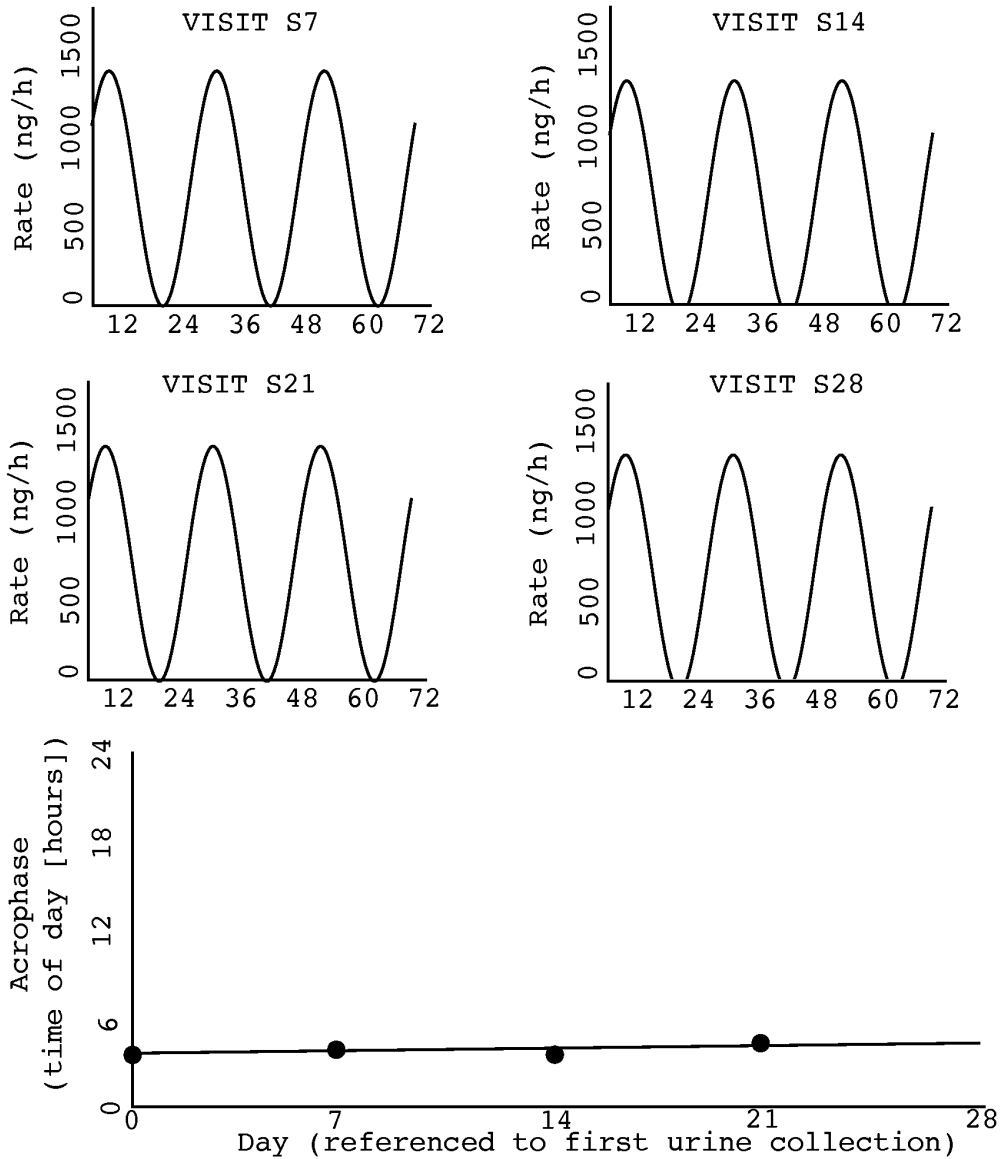 VISIT S7
Rate (ng/h)
1500
1000
500
0
12 24 36 48 60 72
VISIT S14
Rate (ng/h)
1500
1000
500
0
12 24 36 48 60 72
VISIT S21
Rate (ng/h)
1500
1000
500
0
12 24 36 48 60 72
VISIT S28
Rate (ng/h)
1500
1000
500
0
12 24 36 48 60 72
Acrophase
(time of day [hours])
24
18
12
6
0
0 7 14 21 28
Day (referenced to first urine collection)